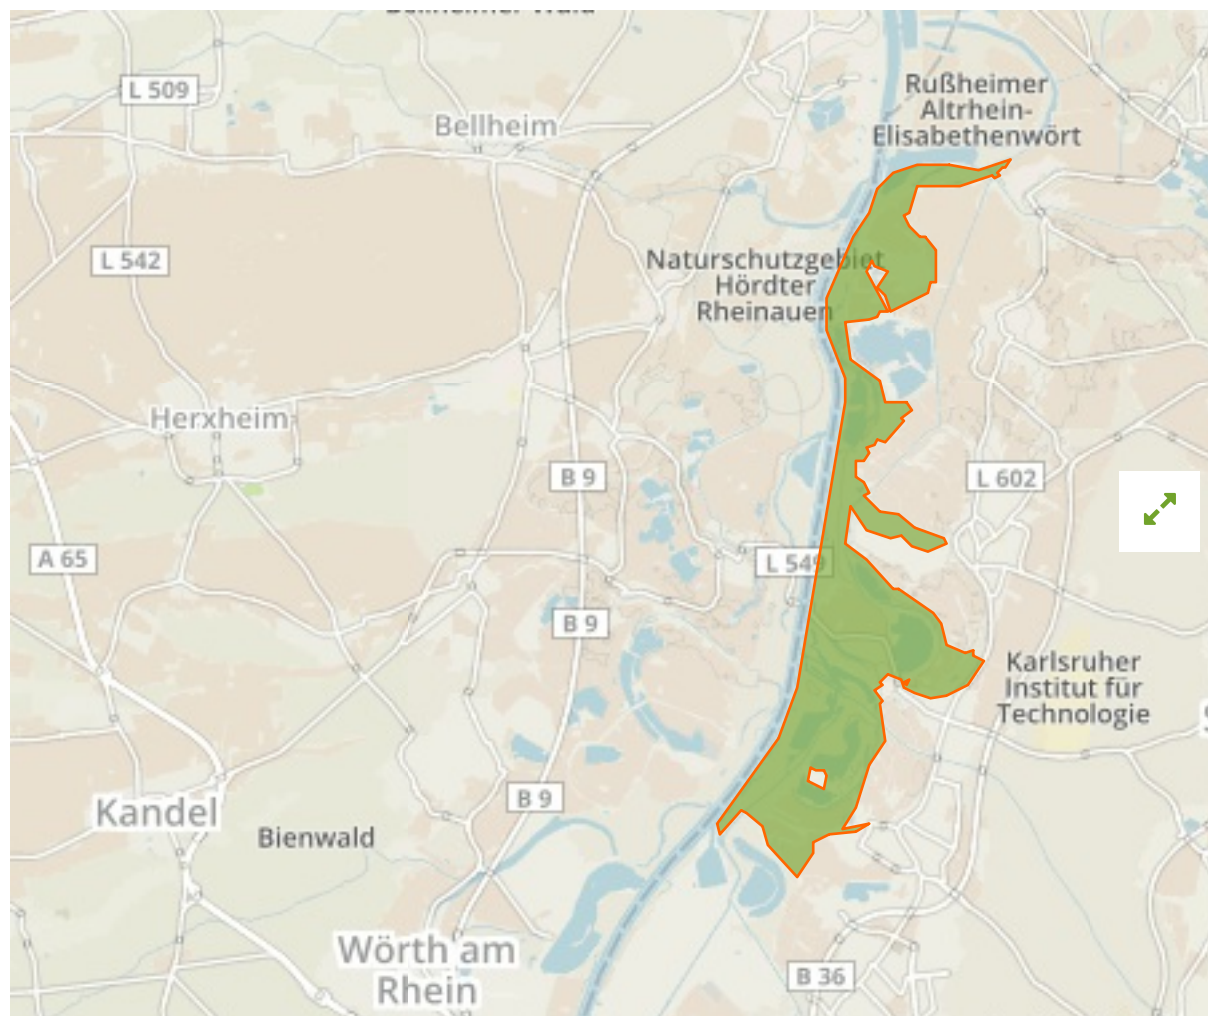 L 509
Rußheimer
Altrhein-
Elisabethenwört
Bellheim
L 542
Naturschutzgebiet
Hördter
Rheinauen
Herxheim
B 9
L 602
A 65
L 549
B 9
Karlsruher
Institut für
Technologie
B 9
Kandel
Bienwald
Wörth am
Rhein
B 36